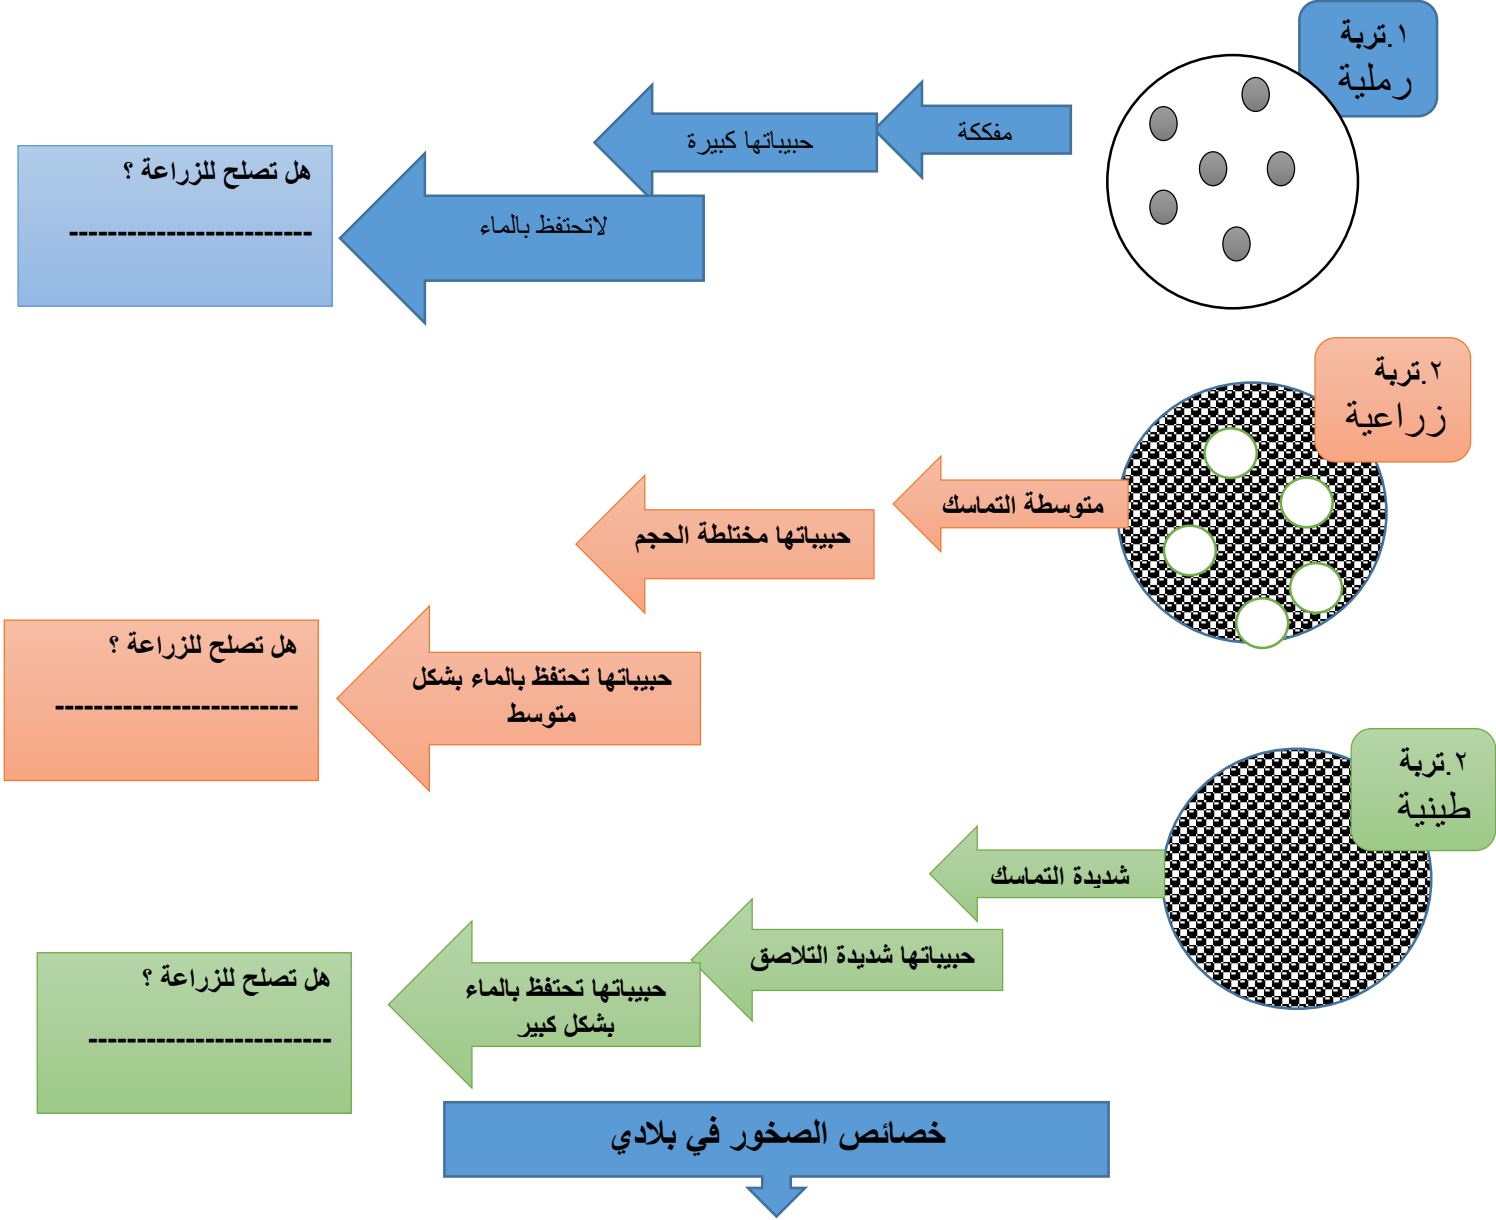 ١.تربة
رملية
مفككة
حبيباتها كبيرة
لاتحتفظ بالماء
هل تصلح للزراعة ؟
-------------------------
٢.تربة
زراعية
متوسطة التماسك
حبيباتها مختلطة الحجم
حبيباتها تحتفظ بالماء بشكل
متوسط
هل تصلح للزراعة ؟
-------------------------
٢.تربة
طينية
شديدة التماسك
حبيباتها شديدة التلاصق
حبيباتها تحتفظ بالماء
بشكل كبير
هل تصلح للزراعة ؟
-------------------------
خصائص الصخور في بلادي